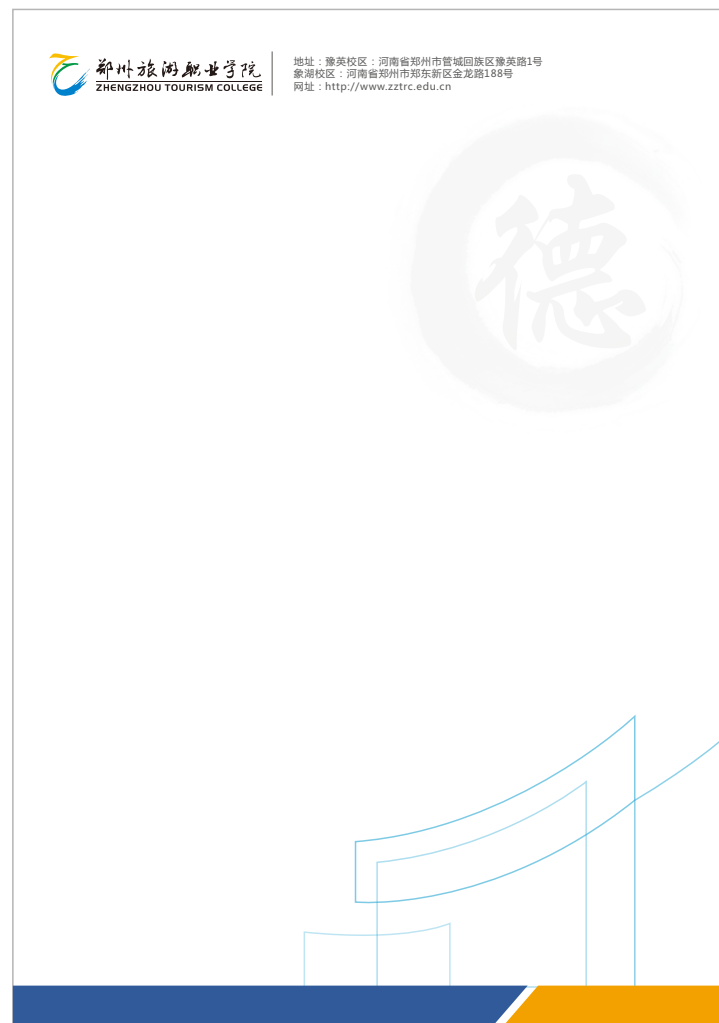 郑州旅游职业学院
ZHENGZHOU TOURISM COLLEGE
地址：豫英校区：河南省郑州市管城回族区豫英路1号
象湖校区：河南省郑州市郑东新区金龙路188号
网址：http://www.zztrc.edu.cn
德